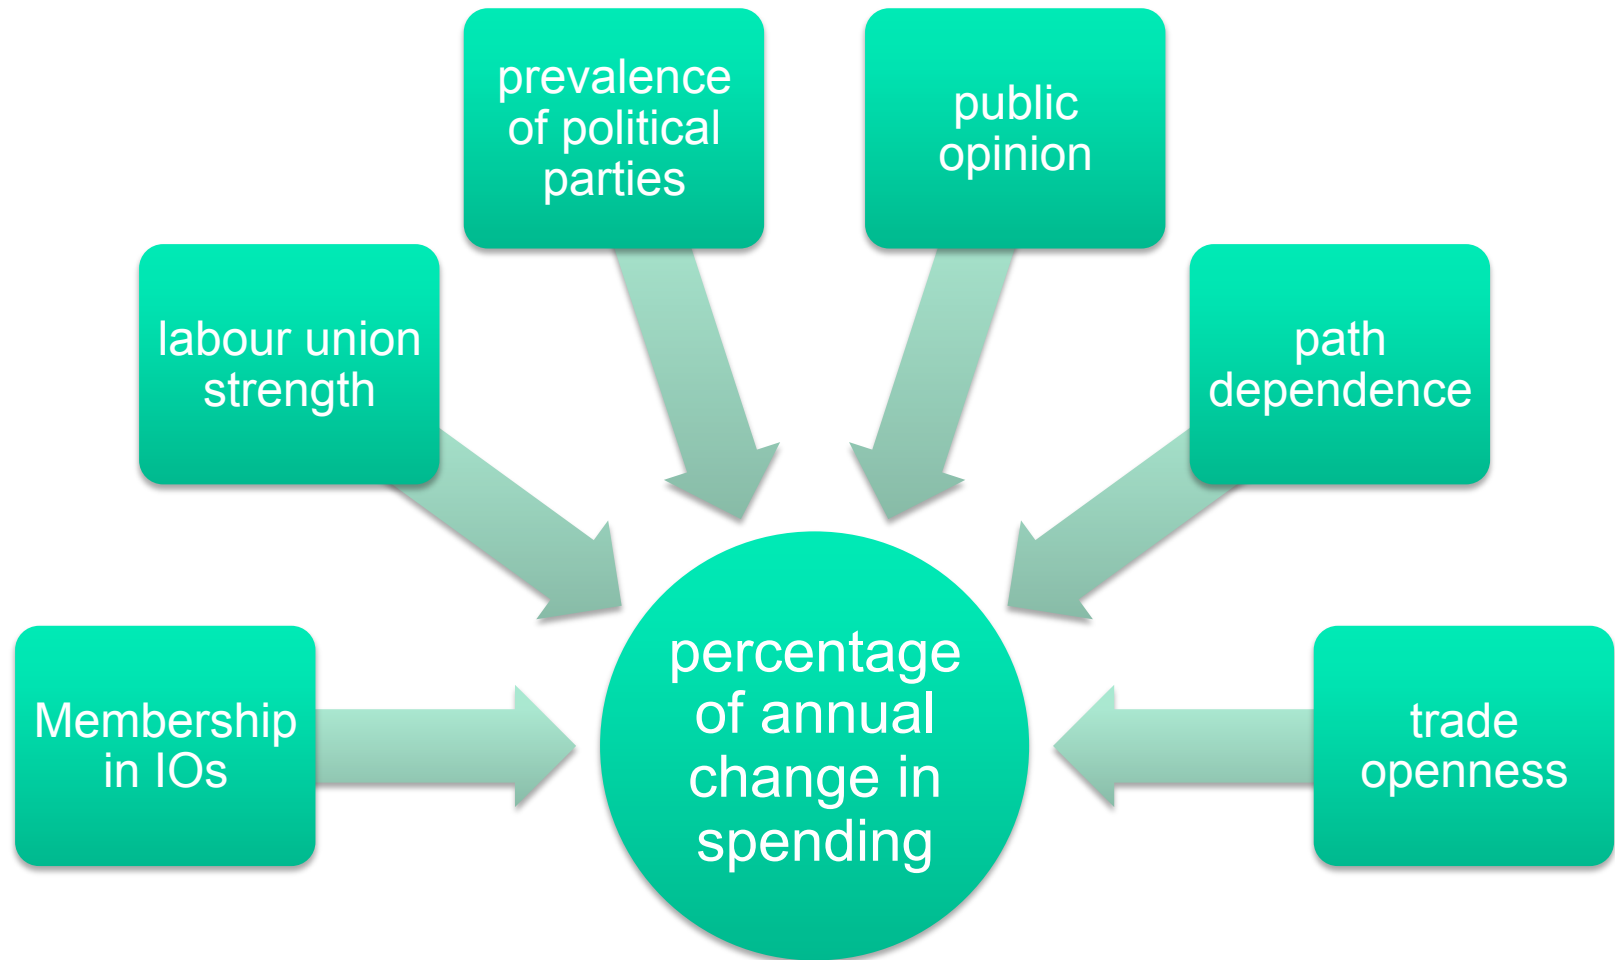 prevalence
of political
parties
public
opinion
labour union
strength
path
dependence
Membership
in IOs
percentage
of annual
change in
spending
trade
openness